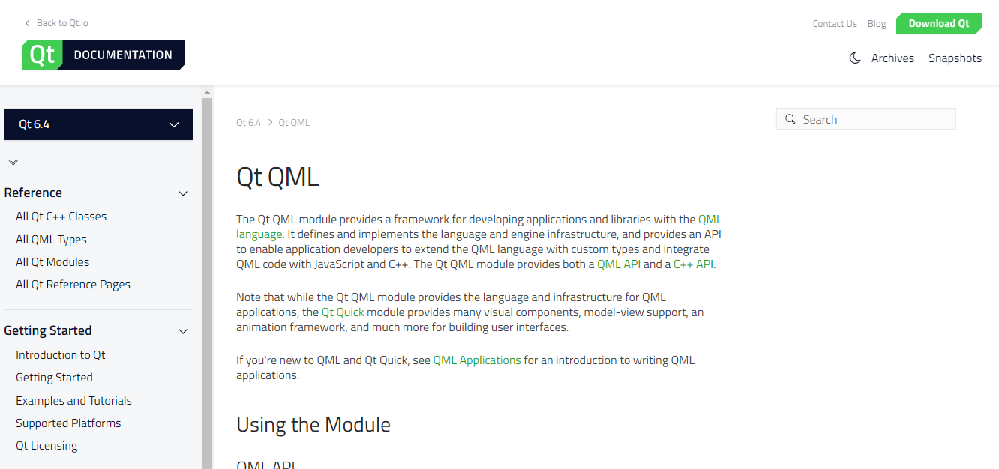 Back to Qt.io
Contact Us Blog Download Qt
Qt DOCUMENTATION
Archives Snapshots
Qt 6.4
Reference
All Qt C++ Classes
All QML Types
All Qt Modules
All Qt Reference Pages
Getting Started
Introduction to Qt
Getting Started
Examples and Tutorials
Supported Platforms
Qt Licensing
Qt 6.4 > Qt QML
Search
Qt QML
The Qt QML module provides a framework for developing applications and libraries with the QML
language. It defines and implements the language and engine infrastructure, and provides an API
to enable application developers to extend the QML language with custom types and integrate
QML code with JavaScript and C++. The Qt QML module provides both a QML API and a C++ API.
Note that while the Qt QML module provides the language and infrastructure for QML
applications, the Qt Quick module provides many visual components, model-view support, an
animation framework, and much more for building user interfaces.
If you're new to QML and Qt Quick, see QML Applications for an introduction to writing QML
applications.
Using the Module
QML API